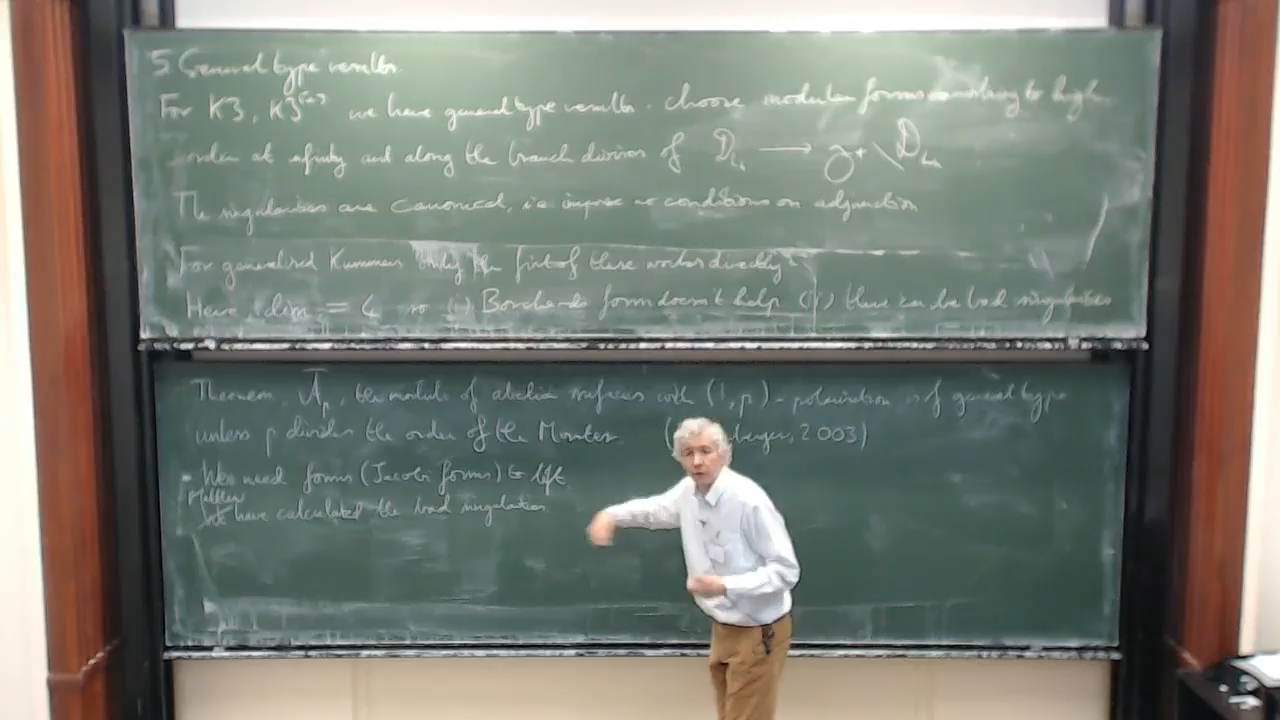 5 General type results.
For K3, K3^[n] we have general type results. choose modular forms vanishing to high
order at infinity and along the branch divisor of D_L → \ D_L
The singularities are canonical, i.e impose no conditions on adjunction
For generalised Kummers only the first of these works directly
Here, dim = 4 so (i) Borcherds form doesn't help (ii) there can be bad singularities
Theorem A_p, the moduli of abelian surfaces with (1,p)-polarisation is of general type
unless p divides the order of the Monster. ( berger, 2003)
• We need forms (Jacobi forms) to lift
have calculated the bad singularities